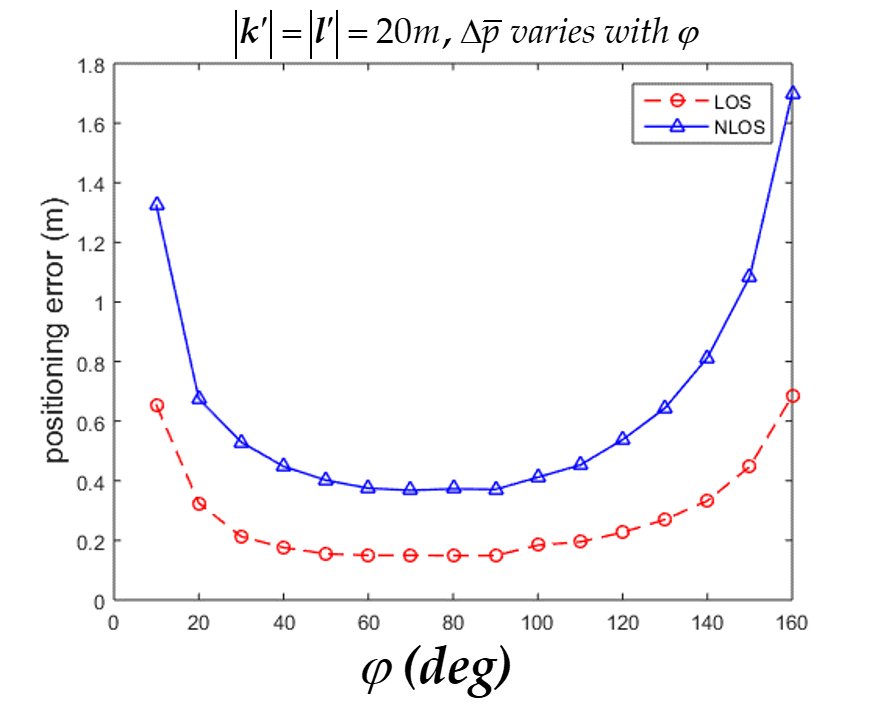 |k′| = |l′| = 20m, Δp̅ varies with φ
1.8
1.6
1.4
1.2
1
0.8
0.6
0.4
0.2
0
positioning error (m)
LOS
NLOS
0 20 40 60 80 100 120 140 160
φ (deg)